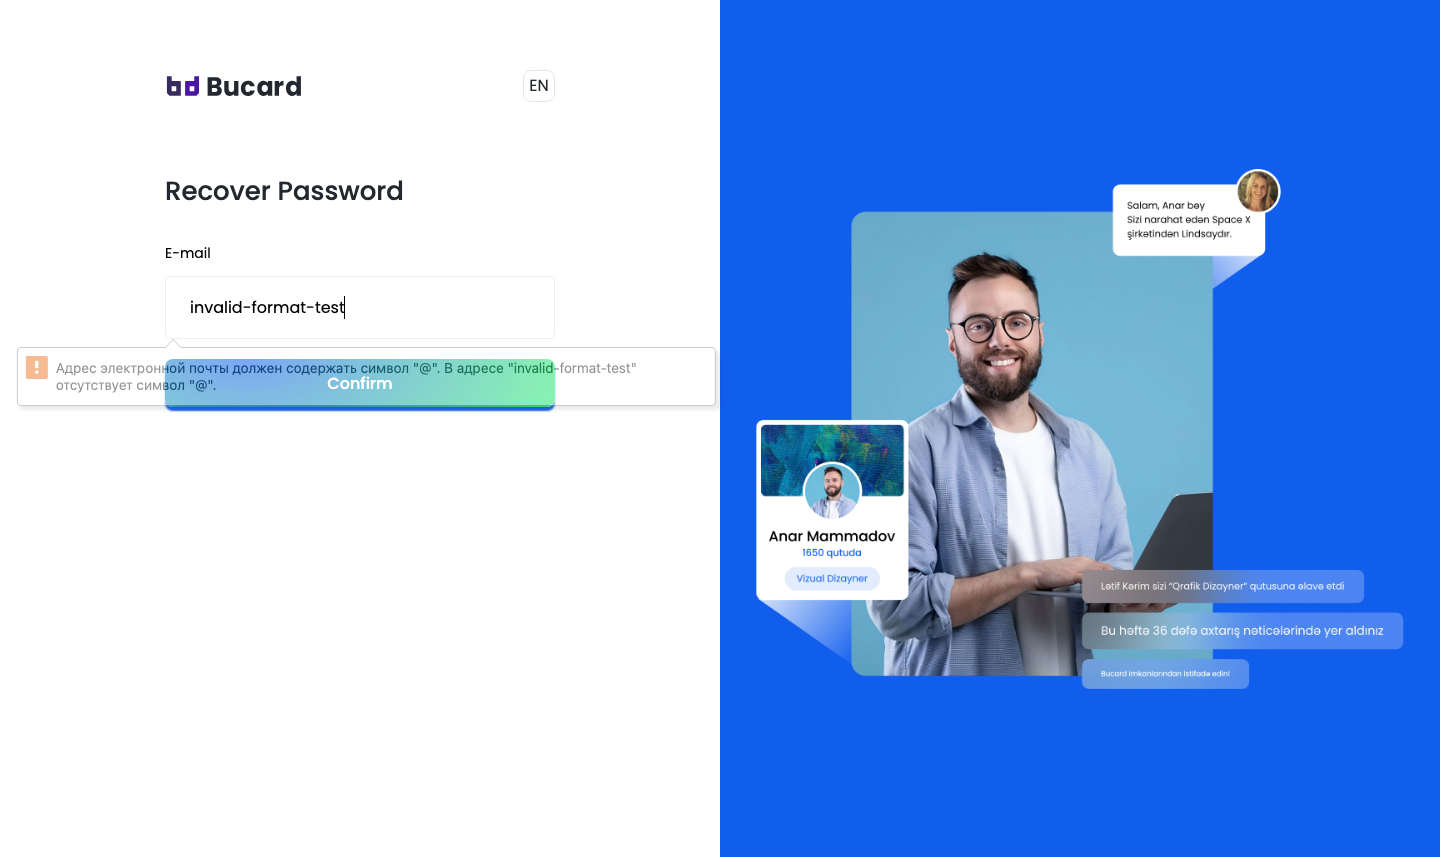 bd Bucard
EN
Recover Password
E-mail
invalid-format-test
Адрес электронной почты должен содержать символ "@". В адресе "invalid-format-test"
отсутствует символ "@".
Confirm
Salam, Anar bəy
Sizi narahat edən Space X
şirkətindən Lindsaydır.
Anar Mammadov
1650 qutuda
Vizual Dizayner
Lətif Kərim sizi “Qrafik Dizayner” qutusuna əlavə etdi
Bu həftə 36 dəfə axtarış nəticələrində yer aldınız
Bucard imkanlarından istifadə edin!